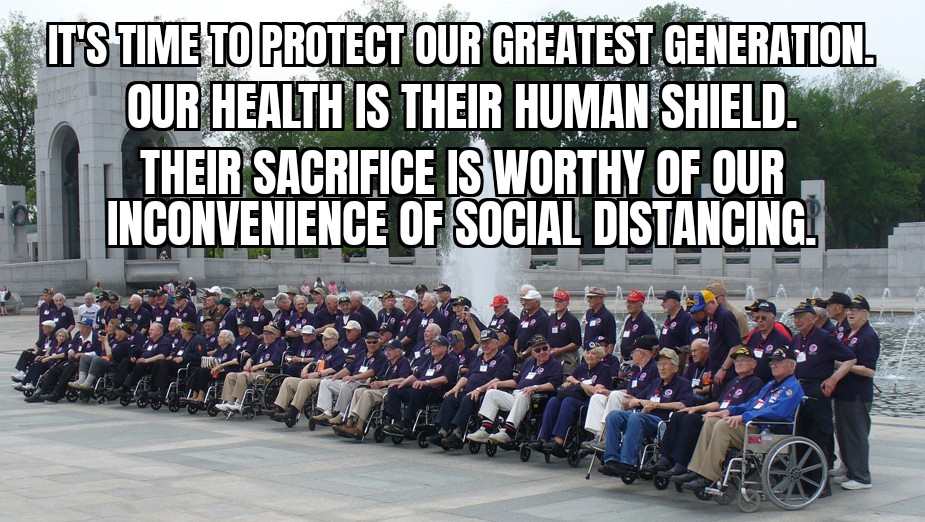 IT'S TIME TO PROTECT OUR GREATEST GENERATION.
OUR HEALTH IS THEIR HUMAN SHIELD.
THEIR SACRIFICE IS WORTHY OF OUR
INCONVENIENCE OF SOCIAL DISTANCING.